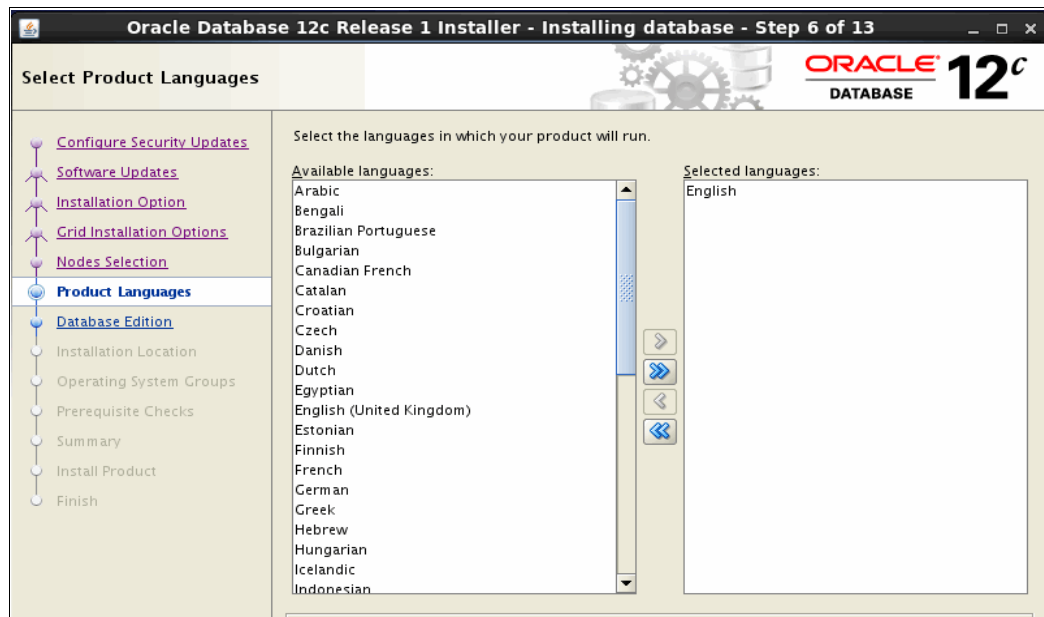 Oracle Database 12c Release 1 Installer - Installing database - Step 6 of 13
Select Product Languages
ORACLE
DATABASE
12c
Configure Security Updates
Software Updates
Installation Option
Grid Installation Options
Nodes Selection
Product Languages
Database Edition
Installation Location
Operating System Groups
Prerequisite Checks
Summary
Install Product
Finish
Select the languages in which your product will run.
Available languages:
Arabic
Bengali
Brazilian Portuguese
Bulgarian
Canadian French
Catalan
Croatian
Czech
Danish
Dutch
Egyptian
English (United Kingdom)
Estonian
Finnish
French
German
Greek
Hebrew
Hungarian
Icelandic
Indonesian
Selected languages:
English